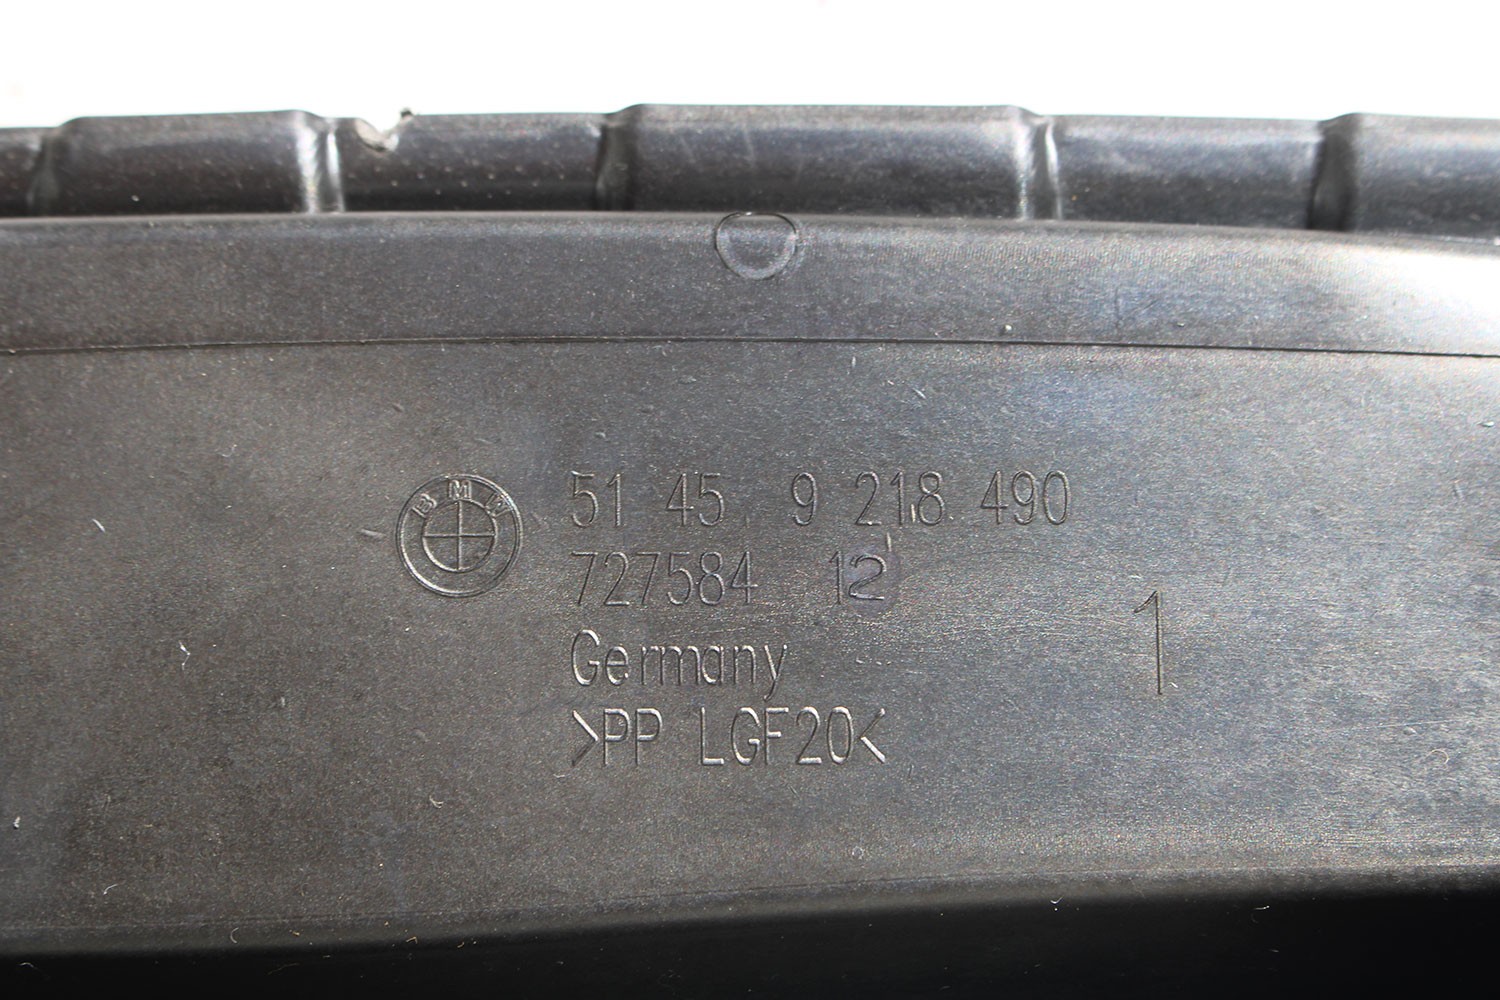 BMW
51 45 9 218 490
727584 12
Germany
>PP LGF20<
1